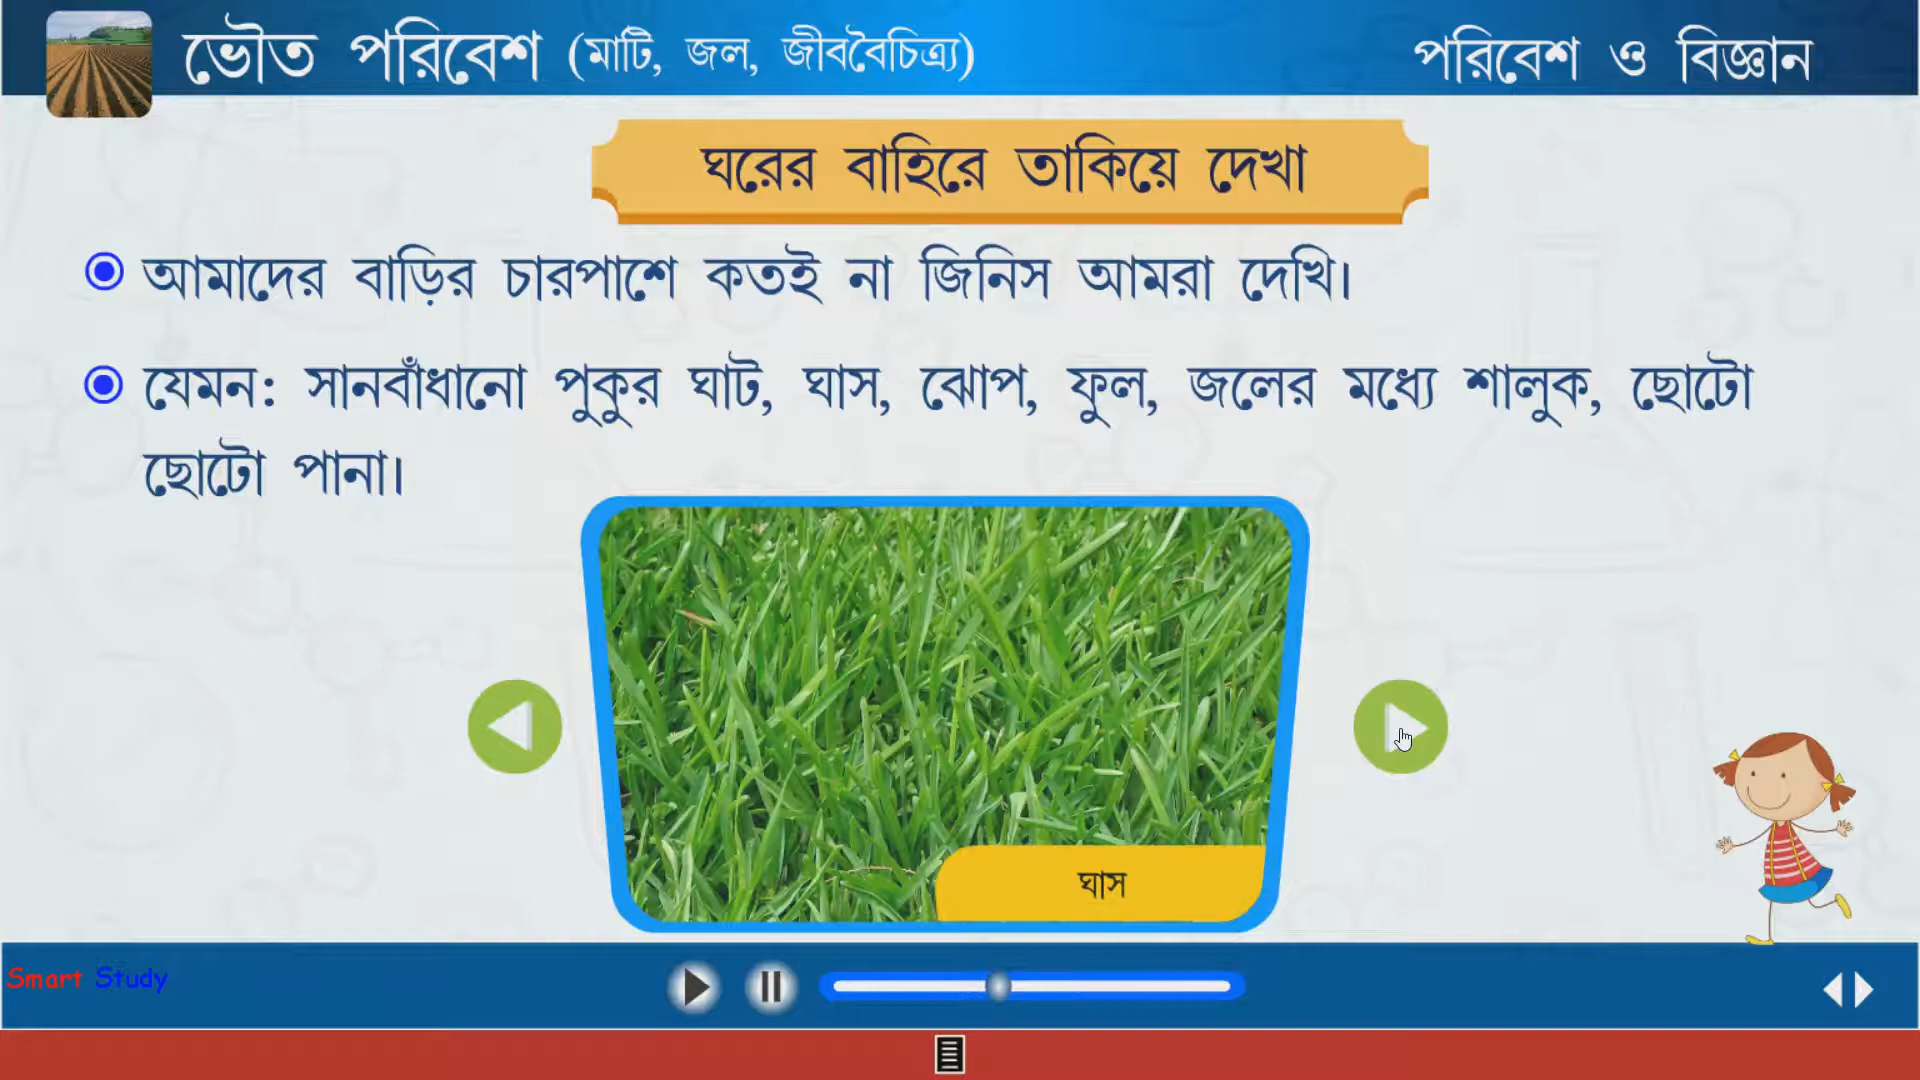 ভৌত পরিবেশ (মাটি, জল, জীববৈচিত্র্য)
পরিবেশ ও বিজ্ঞান
ঘরের বাহিরে তাকিয়ে দেখা
আমাদের বাড়ির চারপাশে কতই না জিনিস আমরা দেখি।
যেমন: সানবাঁধানো পুকুর ঘাট, ঘাস, ঝোপ, ফুল, জলের মধ্যে শালুক, ছোটো
ছোটো পানা।
ঘাস
Smart Study